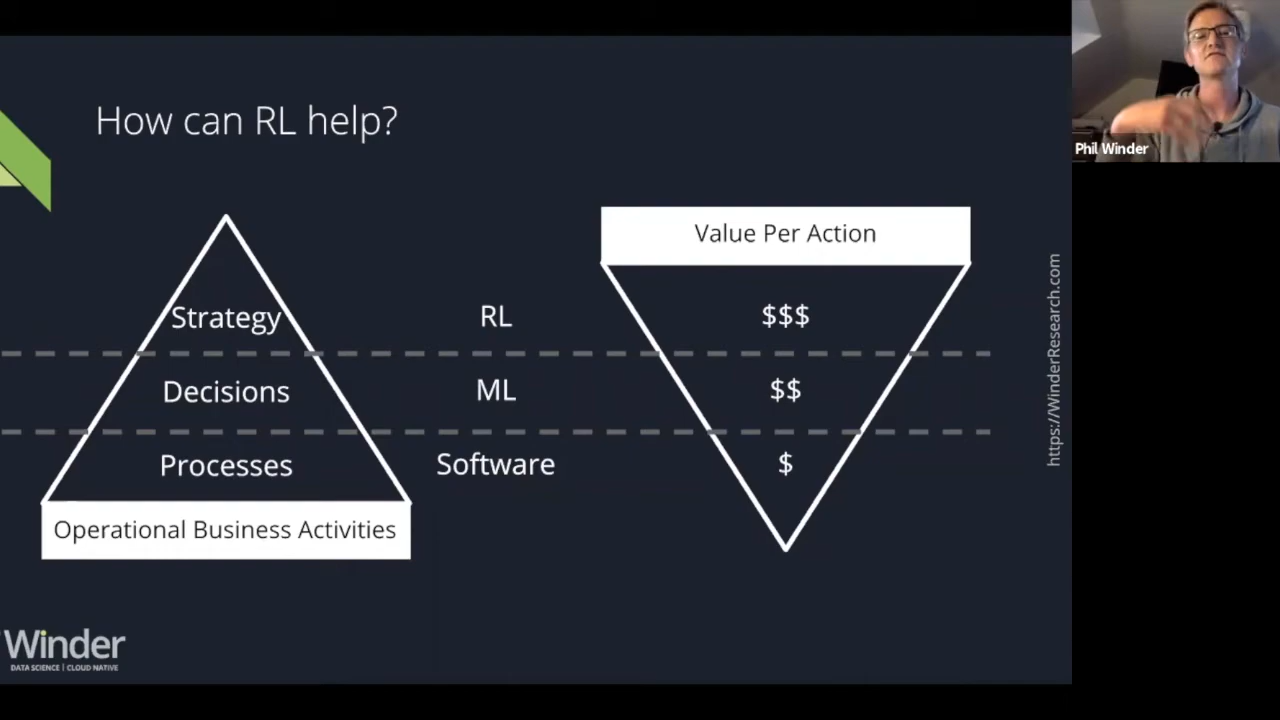 How can RL help?
Phil Winder
Value Per Action
Strategy RL $$$
Decisions ML $$
Processes Software $
Operational Business Activities
https://WinderResearch.com
Winder
DATA SCIENCE | CLOUD NATIVE